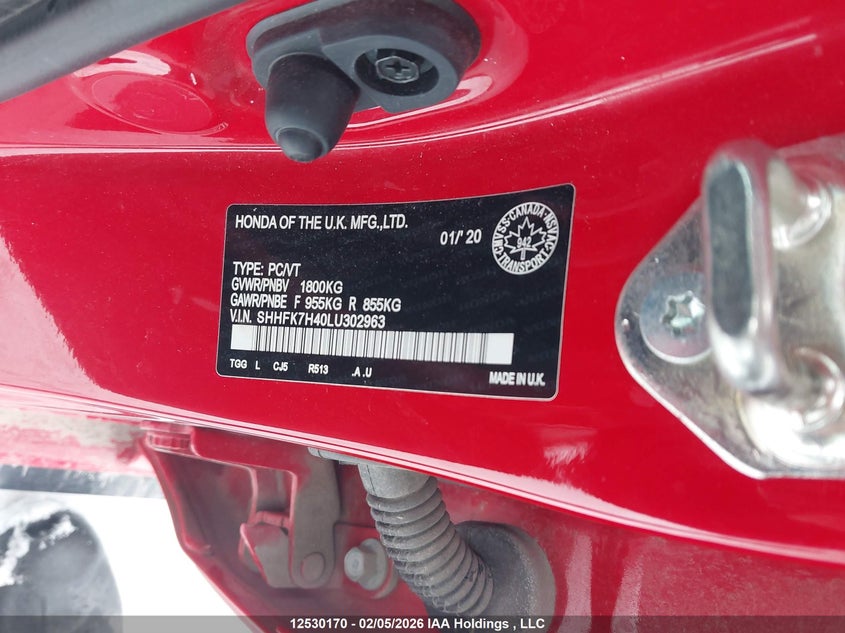 HONDA OF THE U.K. MFG.,LTD.
01/' 20
CMVSS.CANADA.NSVAC
942
TRANSPORT
TYPE: PC/VT
GVWR/PNBV 1800KG
GAWR/PNBE F 955KG R 855KG
V.I.N. SHHFK7H40LU302963
TGG L CJ5 R513 .A .U
MADE IN U.K.
12530170 - 02/05/2026 IAA Holdings , LLC